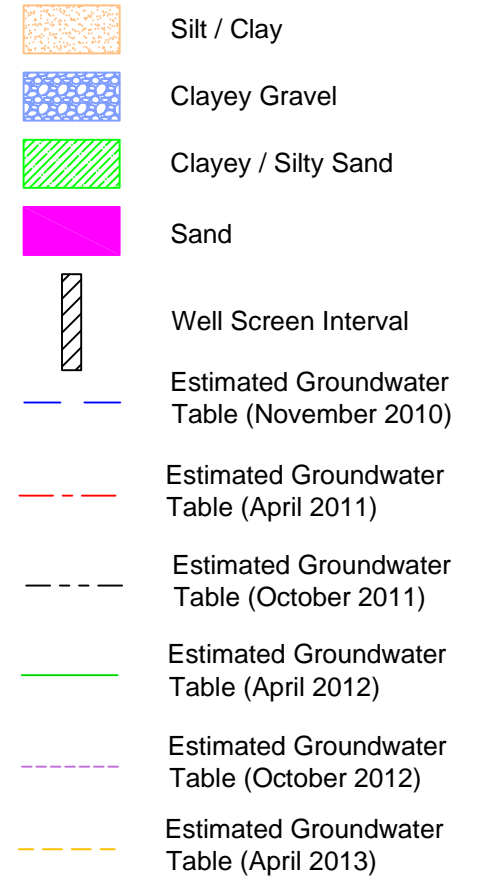 Silt / Clay
Clayey Gravel
Clayey / Silty Sand
Sand
Well Screen Interval
Estimated Groundwater
Table (November 2010)
Estimated Groundwater
Table (April 2011)
Estimated Groundwater
Table (October 2011)
Estimated Groundwater
Table (April 2012)
Estimated Groundwater
Table (October 2012)
Estimated Groundwater
Table (April 2013)